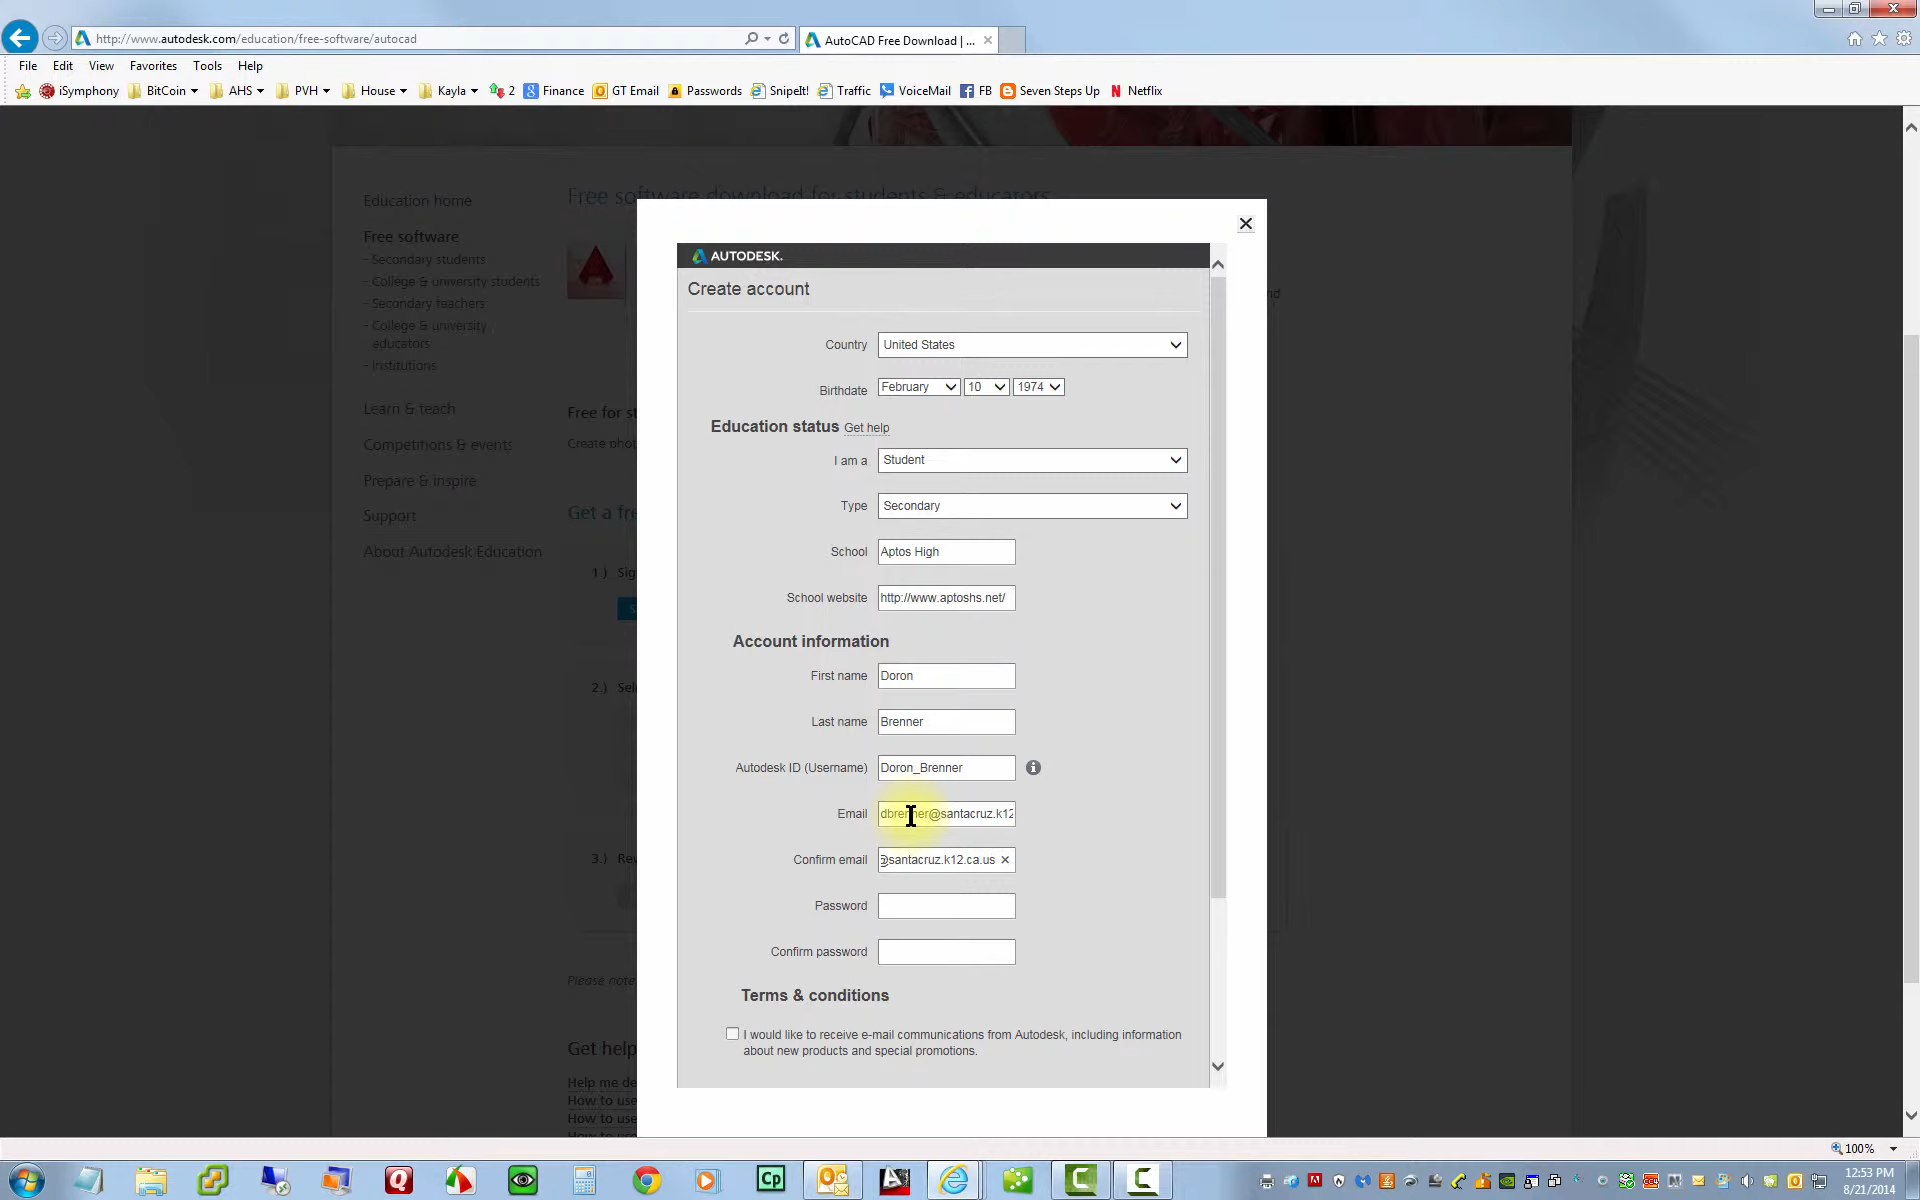 http://www.autodesk.com/education/free-software/autocad
AutoCAD Free Download | ...
File Edit View Favorites Tools Help
iSymphony BitCoin AHS PVH House Kayla 2 Finance GT Email Passwords SnipeIt! Traffic VoiceMail FB Seven Steps Up Netflix
Free software download for students & educators
Education home
Free software
- Secondary students
- College & university students
- Secondary teachers
- College & university
educators
- Institutions
Learn & teach
Competitions & events
Prepare & inspire
Support
About Autodesk Education
Free for st
Create phot
Get a fre
1.) Sig
2.) Sel
3.) Rev
Please note
Get help
Help me de
How to use
How to use
AUTODESK.
Create account
Country United States
Birthdate February 10 1974
Education status Get help
I am a Student
Type Secondary
School Aptos High
School website http://www.aptoshs.net/
Account information
First name Doron
Last name Brenner
Autodesk ID (Username) Doron_Brenner
Email dbrenner@santacruz.k12
Confirm email @santacruz.k12.ca.us
Password
Confirm password
Terms & conditions
I would like to receive e-mail communications from Autodesk, including information
about new products and special promotions.
100%
Cp
12:53 PM
8/21/2014